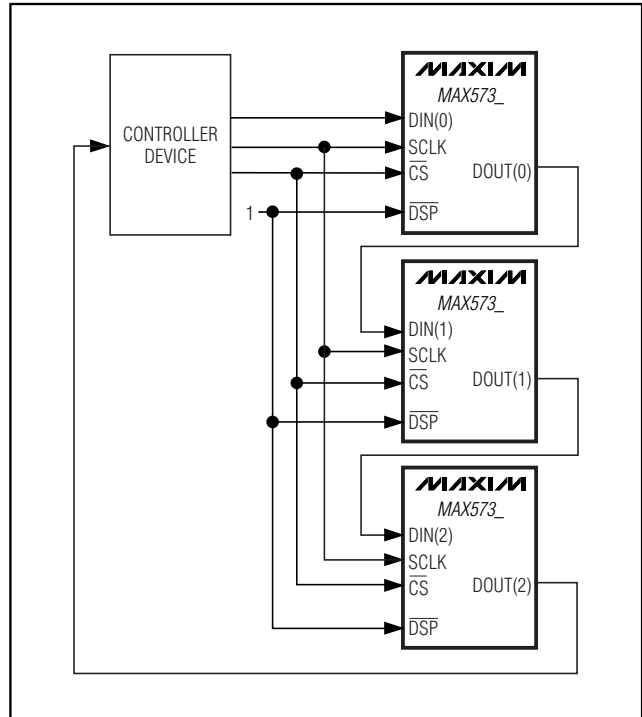 CONTROLLER
DEVICE
1
MAXIM
MAX573_
DIN(0)
SCLK
CS
DSP
DOUT(0)
MAXIM
MAX573_
DIN(1)
SCLK
CS
DSP
DOUT(1)
MAXIM
MAX573_
DIN(2)
SCLK
CS
DSP
DOUT(2)